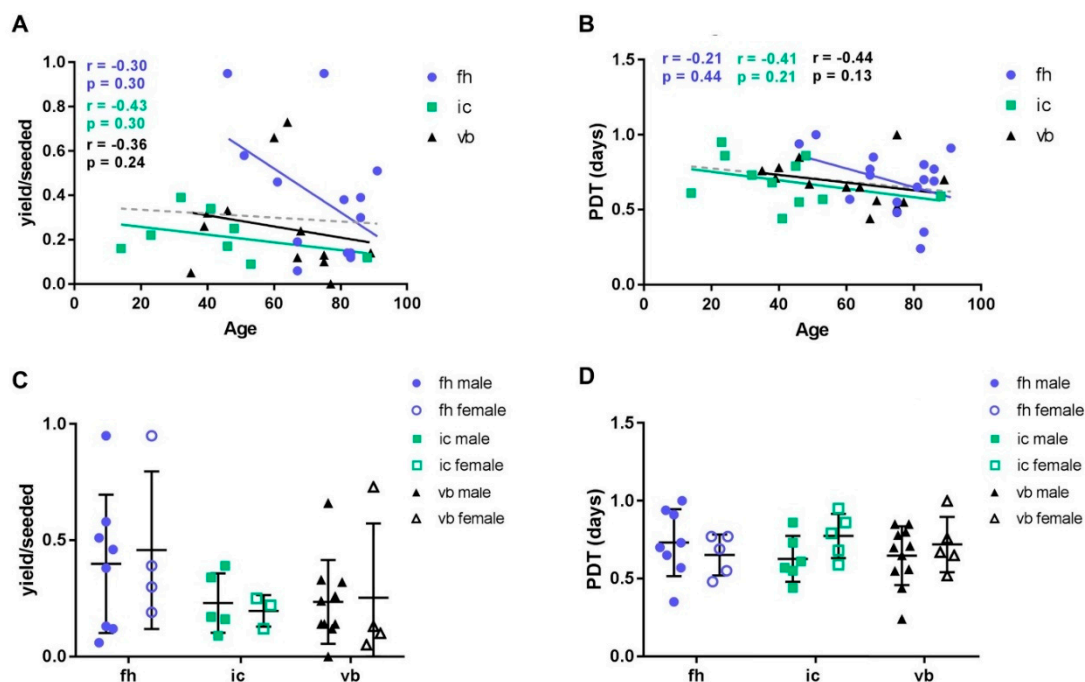 A
r = -0.30
p = 0.30
r = -0.43
p = 0.30
r = -0.36
p = 0.24
yield/seeded
1.0
0.8
0.6
0.4
0.2
0.0
0 20 40 60 80 100
Age
fh
ic
vb
B
r = -0.21 r = -0.41 r = -0.44
p = 0.44 p = 0.21 p = 0.13
PDT (days)
1.5
1.0
0.5
0.0
0 20 40 60 80 100
Age
fh
ic
vb
C
yield/seeded
1.0
0.5
0.0
fh ic vb
fh male
fh female
ic male
ic female
vb male
vb female
D
PDT (days)
1.5
1.0
0.5
0.0
fh ic vb
fh male
fh female
ic male
ic female
vb male
vb female